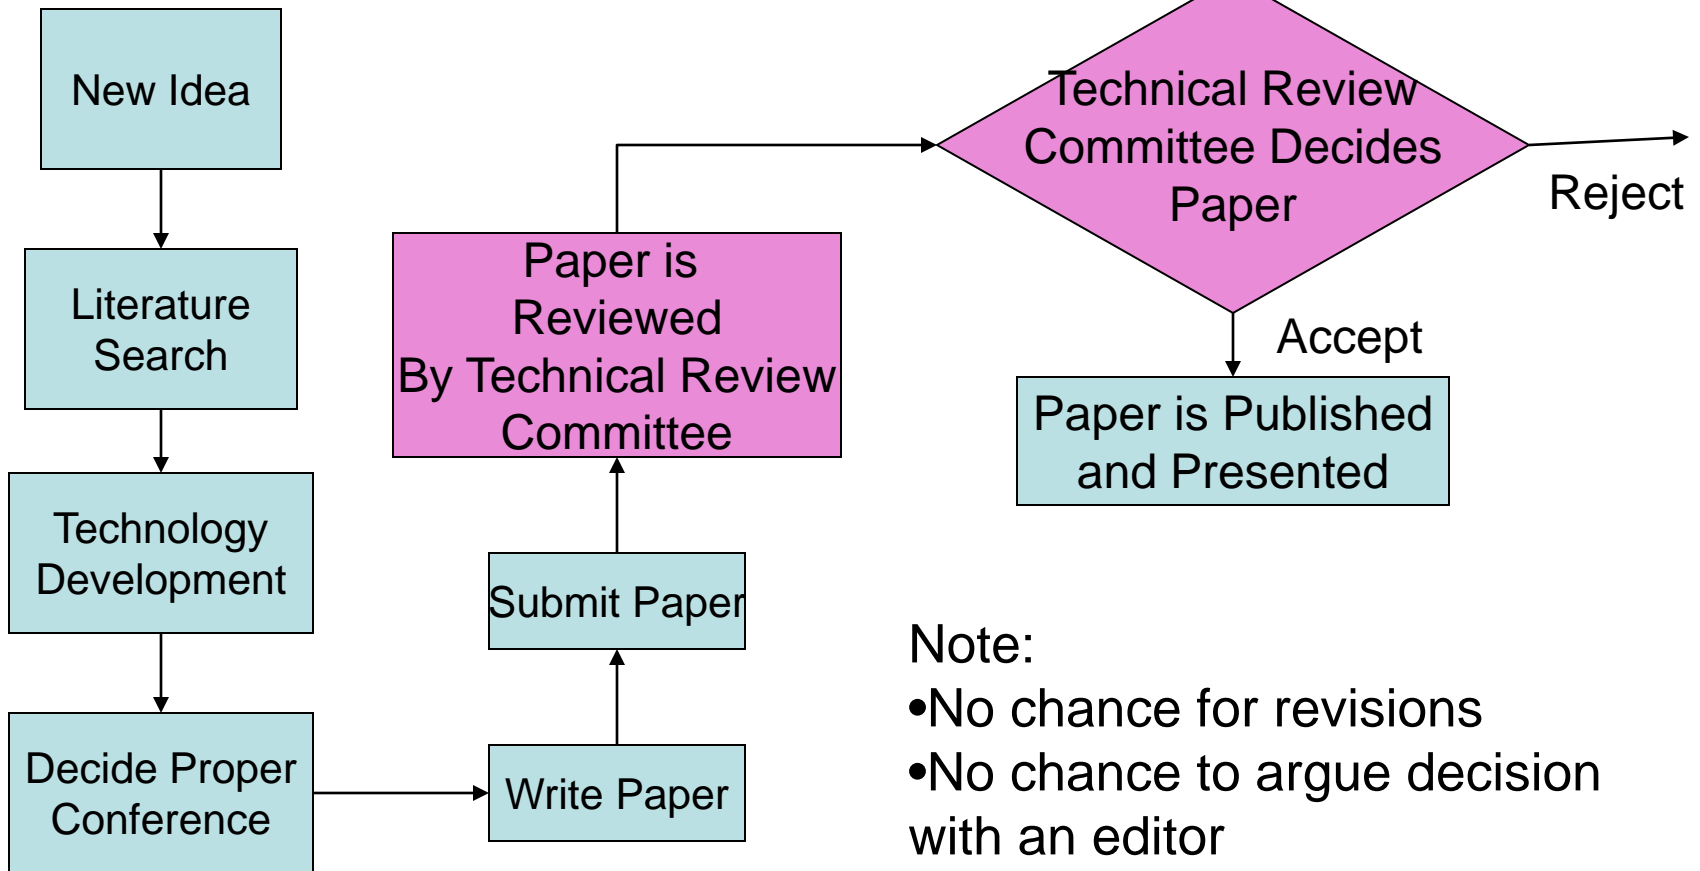 New Idea
Literature
Search
Technology
Development
Decide Proper
Conference
Write Paper
Submit Paper
Paper is
Reviewed
By Technical Review
Committee
Technical Review
Committee Decides
Paper
Reject
Accept
Paper is Published
and Presented
Note:
•No chance for revisions
•No chance to argue decision
with an editor